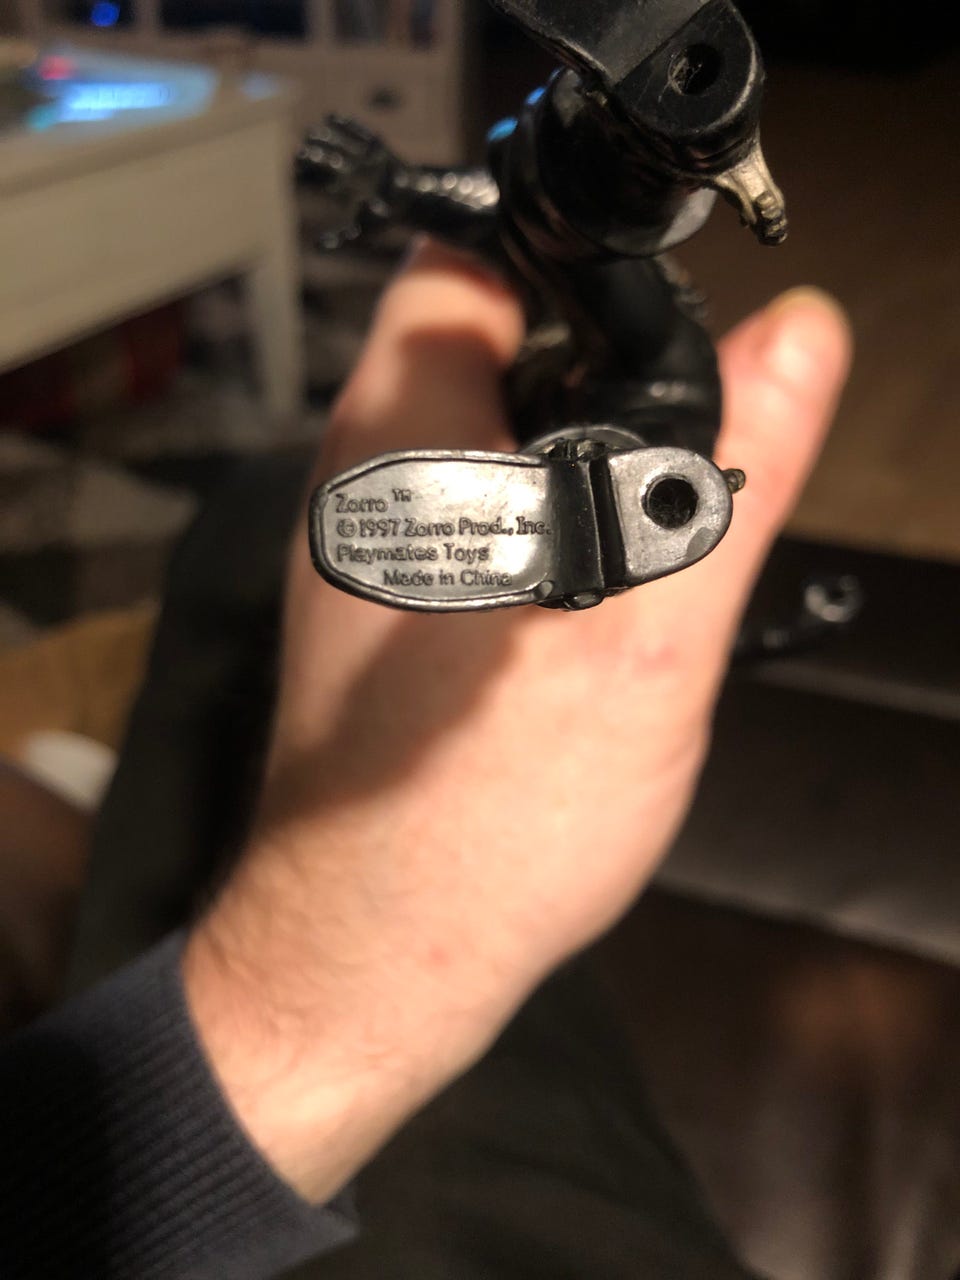 Zorro™
© 1997 Zorro Prod., Inc.
Playmates Toys
Made in China